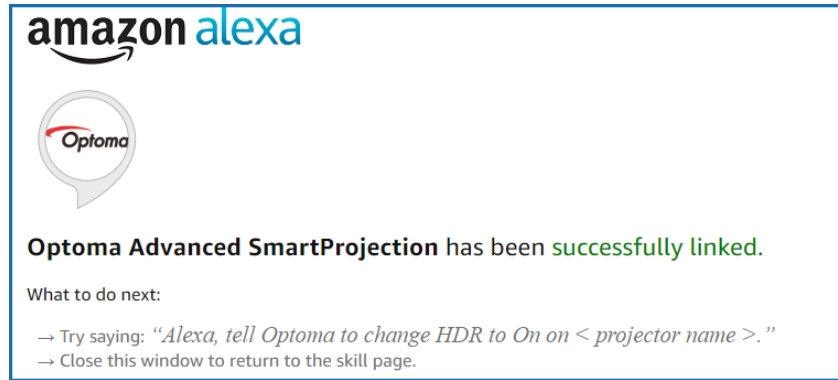 amazon alexa
Optoma
Optoma Advanced SmartProjection has been successfully linked.
What to do next:
→ Try saying: “Alexa, tell Optoma to change HDR to On on < projector name >.”
→ Close this window to return to the skill page.